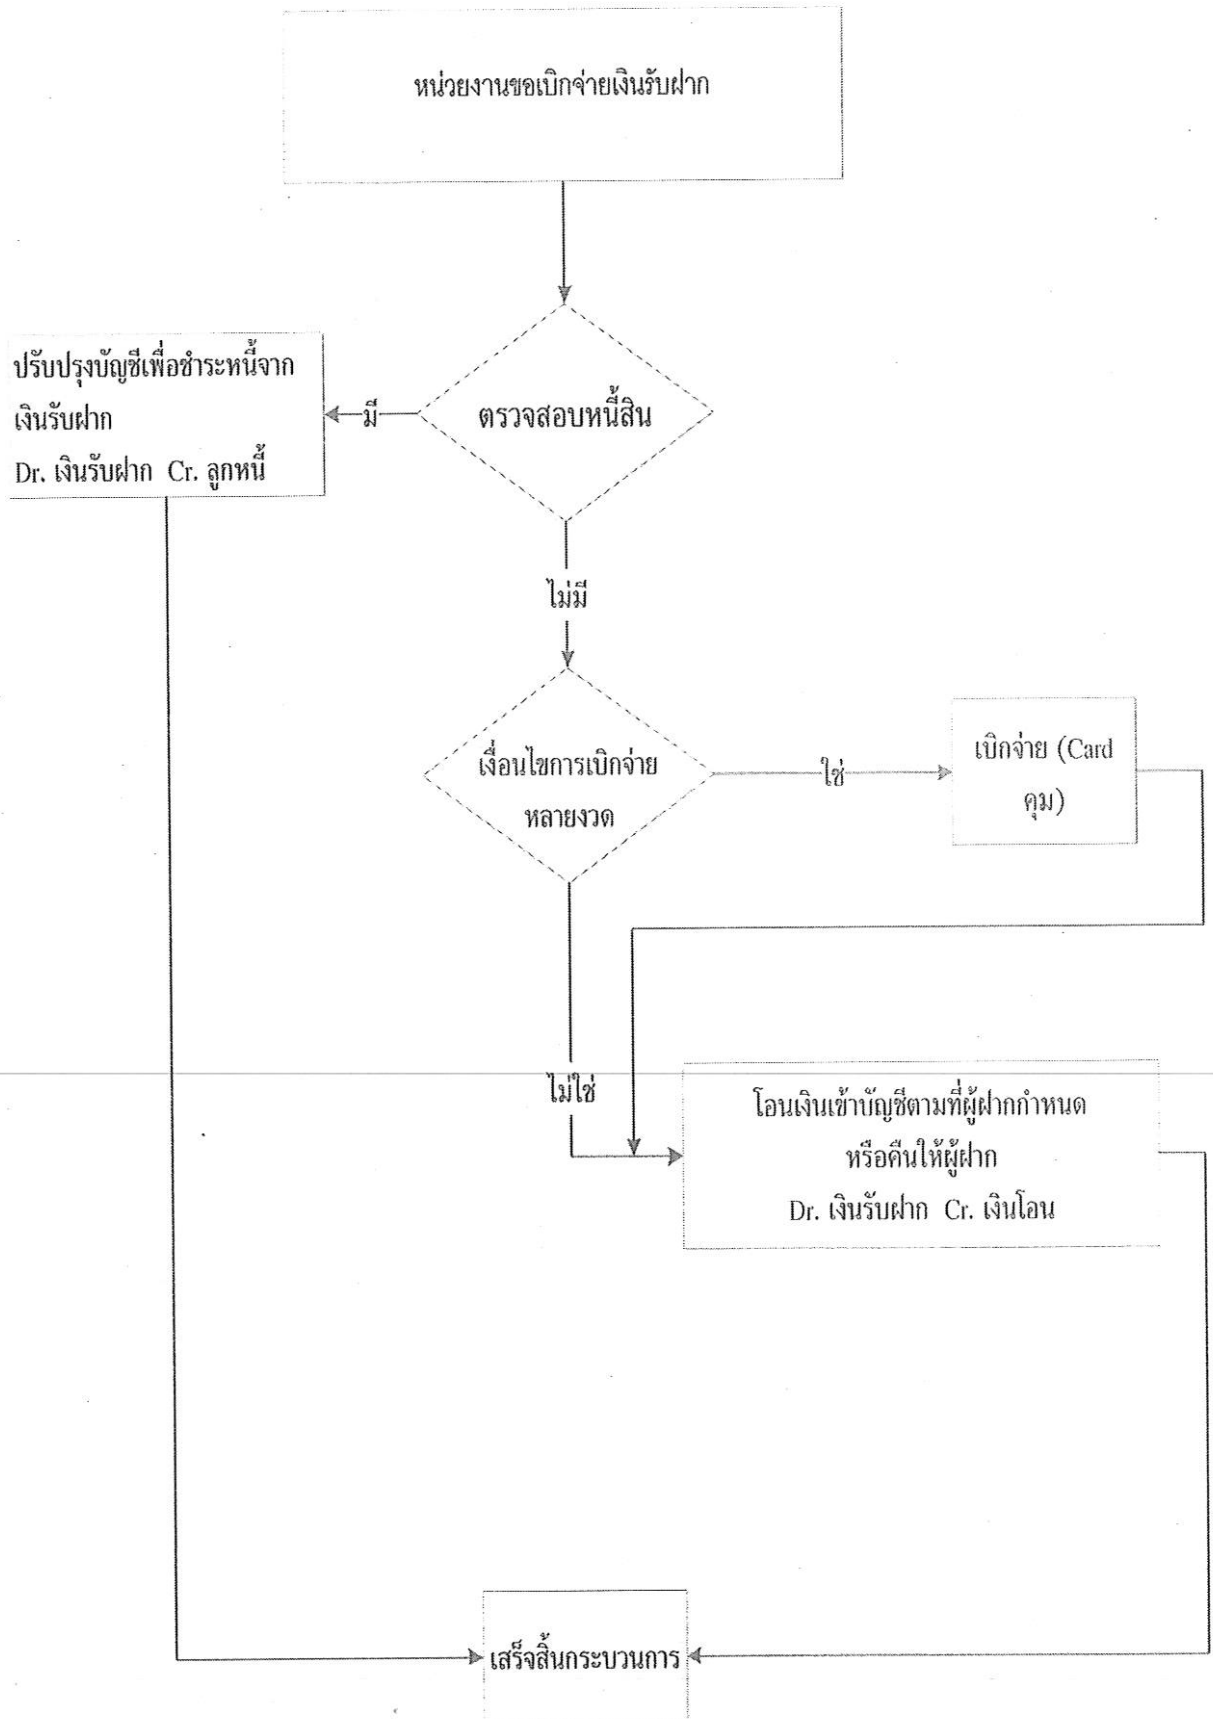 หน่วยงานขอเบิกจ่ายเงินรับฝาก
ปรับปรุงบัญชีเพื่อชำระหนี้จาก
เงินรับฝาก
Dr. เงินรับฝาก Cr. ลูกหนี้
มี
ตรวจสอบหนี้สิน
ไม่มี
เงื่อนไขการเบิกจ่าย
หลายงวด
ใช่
เบิกจ่าย (Card
คุม)
ไม่ใช่
โอนเงินเข้าบัญชีตามที่ผู้ฝากกำหนด
หรือคืนให้ผู้ฝาก
Dr. เงินรับฝาก Cr. เงินโอน
เสร็จสิ้นกระบวนการ